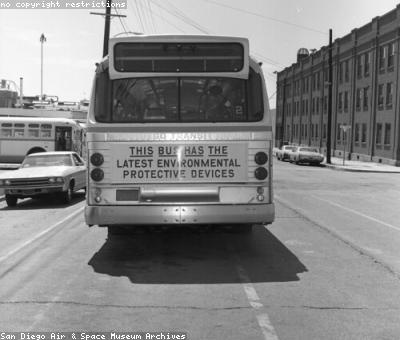 no copyright restrictions
THIS BUS HAS THE
LATEST ENVIRONMENTAL
PROTECTIVE DEVICES
San Diego Air & Space Museum Archives